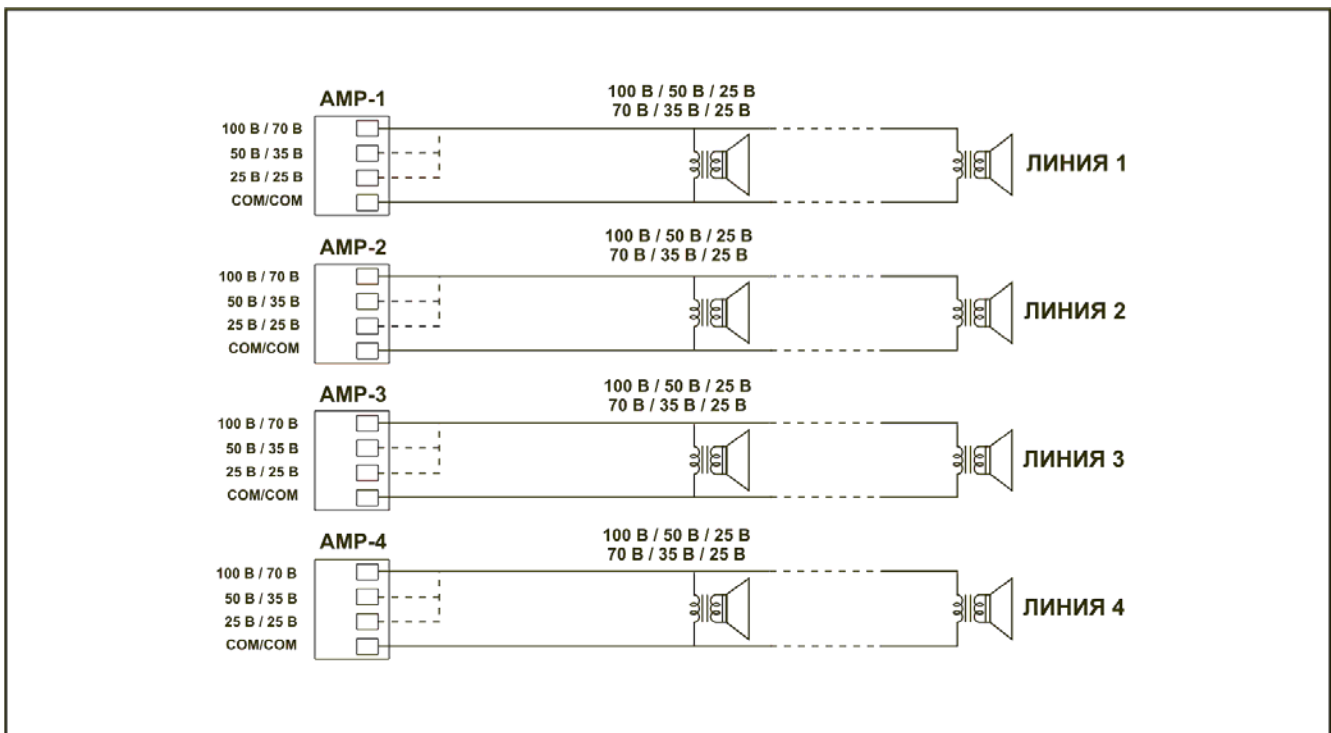 AMP-1
100 В / 50 В / 25 В
70 В / 35 В / 25 В
100 В / 70 В
50 В / 35 В
25 В / 25 В
COM/COM
ЛИНИЯ 1
AMP-2
100 В / 50 В / 25 В
70 В / 35 В / 25 В
100 В / 70 В
50 В / 35 В
25 В / 25 В
COM/COM
ЛИНИЯ 2
AMP-3
100 В / 50 В / 25 В
70 В / 35 В / 25 В
100 В / 70 В
50 В / 35 В
25 В / 25 В
COM/COM
ЛИНИЯ 3
AMP-4
100 В / 50 В / 25 В
70 В / 35 В / 25 В
100 В / 70 В
50 В / 35 В
25 В / 25 В
COM/COM
ЛИНИЯ 4